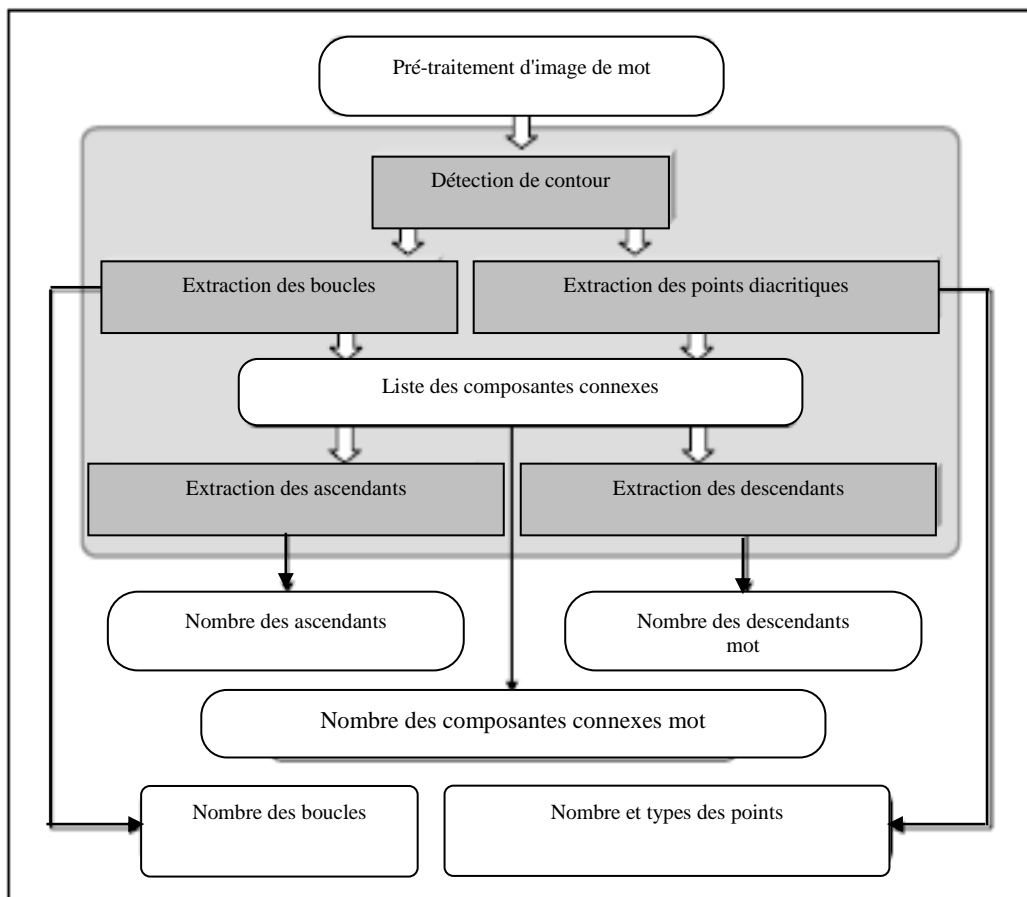 Pré-traitement d'image de mot
Détection de contour
Extraction des boucles
Extraction des points diacritiques
Liste des composantes connexes
Extraction des ascendants
Extraction des descendants
Nombre des ascendants
Nombre des descendants
mot
Nombre des composantes connexes mot
Nombre des boucles
Nombre et types des points